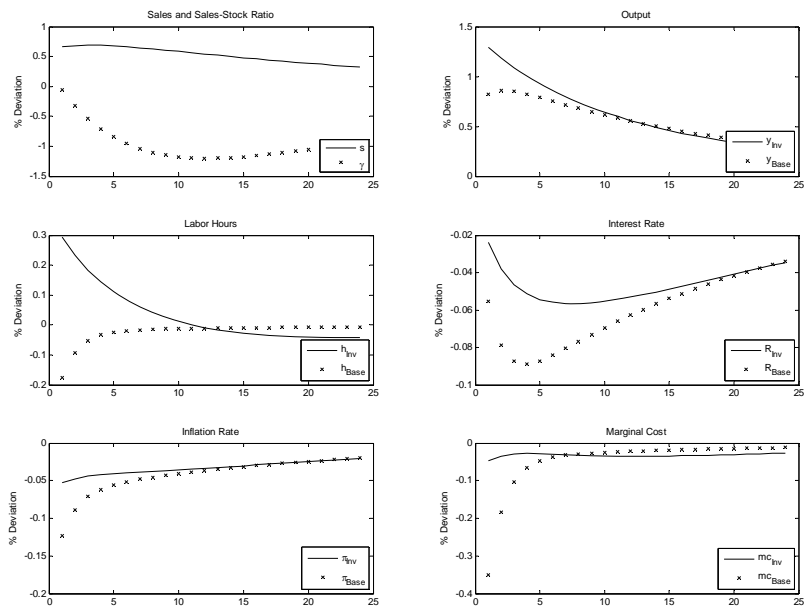 Sales and Sales-Stock Ratio
% Deviation
1
0.5
0
-0.5
-1
-1.5
0 5 10 15 20 25
s
γ
Output
% Deviation
1.5
1
0.5
0
0 5 10 15 20 25
y_Inv
y_Base
Labor Hours
% Deviation
0.3
0.2
0.1
0
-0.1
-0.2
0 5 10 15 20 25
h_Inv
h_Base
Interest Rate
% Deviation
-0.02
-0.04
-0.06
-0.08
-0.1
0 5 10 15 20 25
R_Inv
R_Base
Inflation Rate
% Deviation
0
-0.05
-0.1
-0.15
-0.2
0 5 10 15 20 25
π_Inv
π_Base
Marginal Cost
% Deviation
0
-0.1
-0.2
-0.3
-0.4
0 5 10 15 20 25
mc_Inv
mc_Base